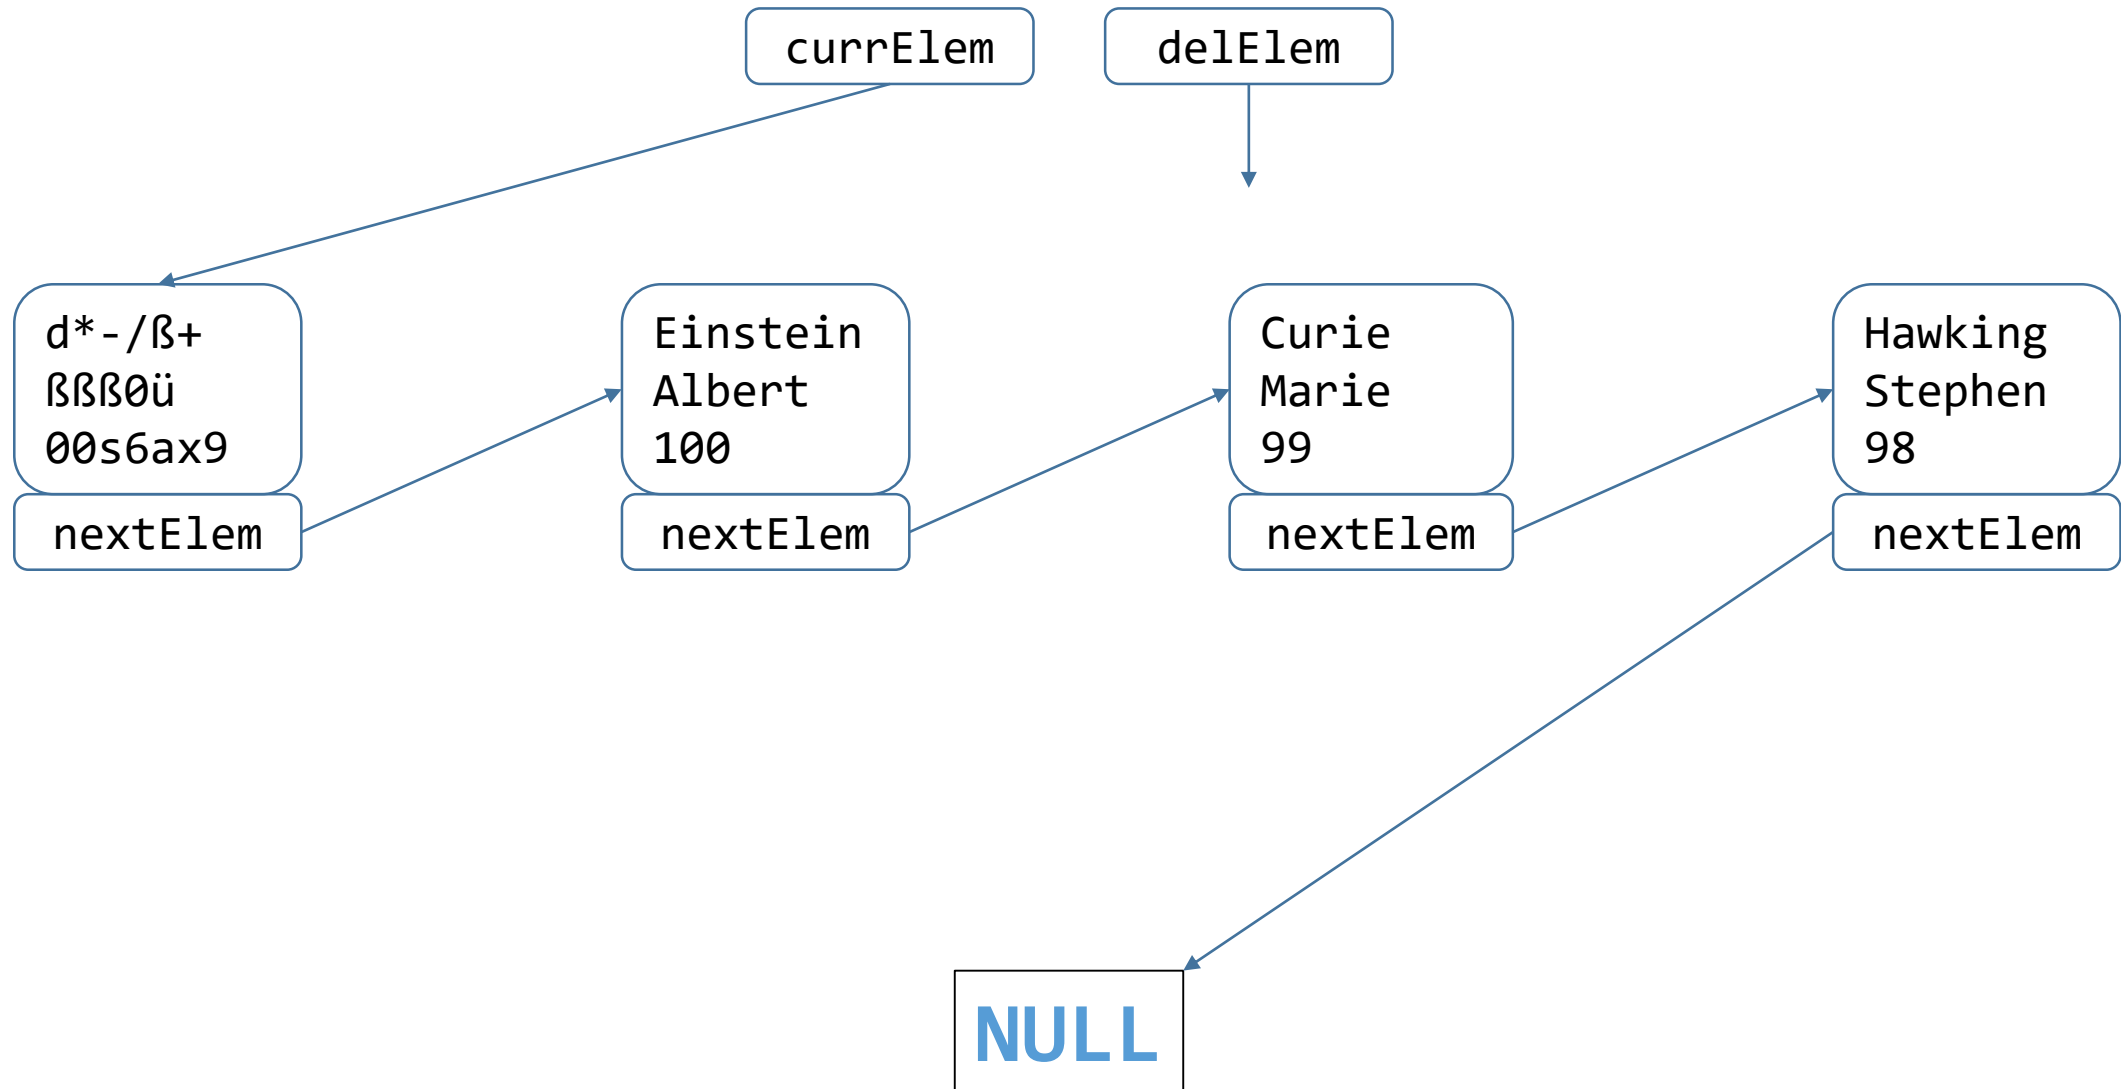 currElem
delElem
d*-/ß+
ßßß0ü
00s6ax9
nextElem
Einstein
Albert
100
nextElem
Curie
Marie
99
nextElem
Hawking
Stephen
98
nextElem
NULL